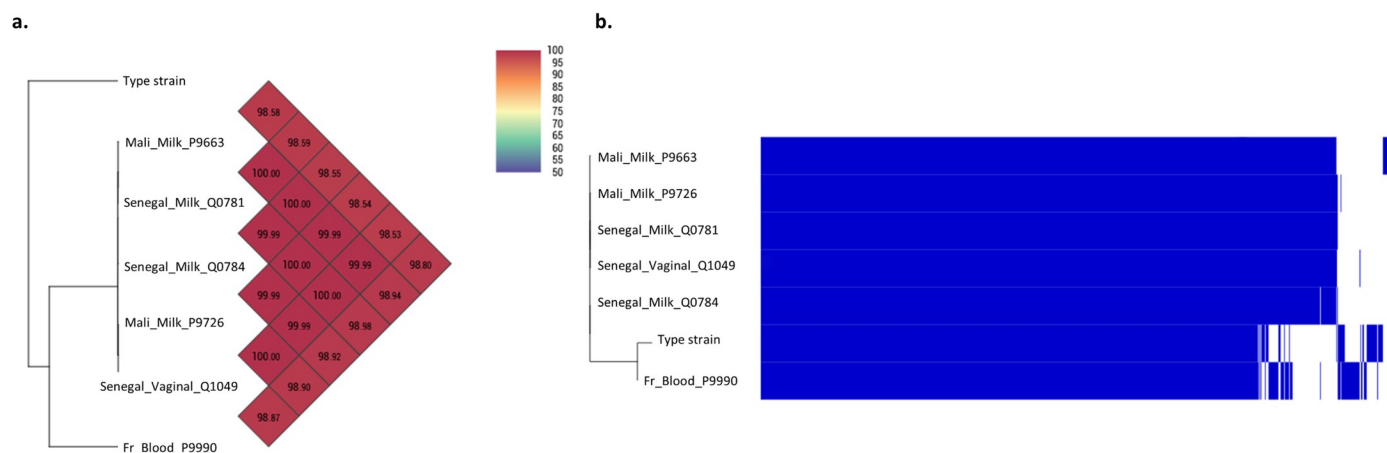 a.
Type strain
98.58
Mali_Milk_P9663
98.59
100.00 98.55
Senegal_Milk_Q0781
100.00 98.54
99.99 99.99 98.53
Senegal_Milk_Q0784
100.00 99.99 98.80
99.99 100.00 98.94
Mali_Milk_P9726
99.99 98.98
100.00 98.92
Senegal_Vaginal_Q1049
98.90
98.87
Fr_Blood_P9990
100
95
90
85
80
75
70
65
60
55
50
b.
Mali_Milk_P9663
Mali_Milk_P9726
Senegal_Milk_Q0781
Senegal_Vaginal_Q1049
Senegal_Milk_Q0784
Type strain
Fr_Blood_P9990